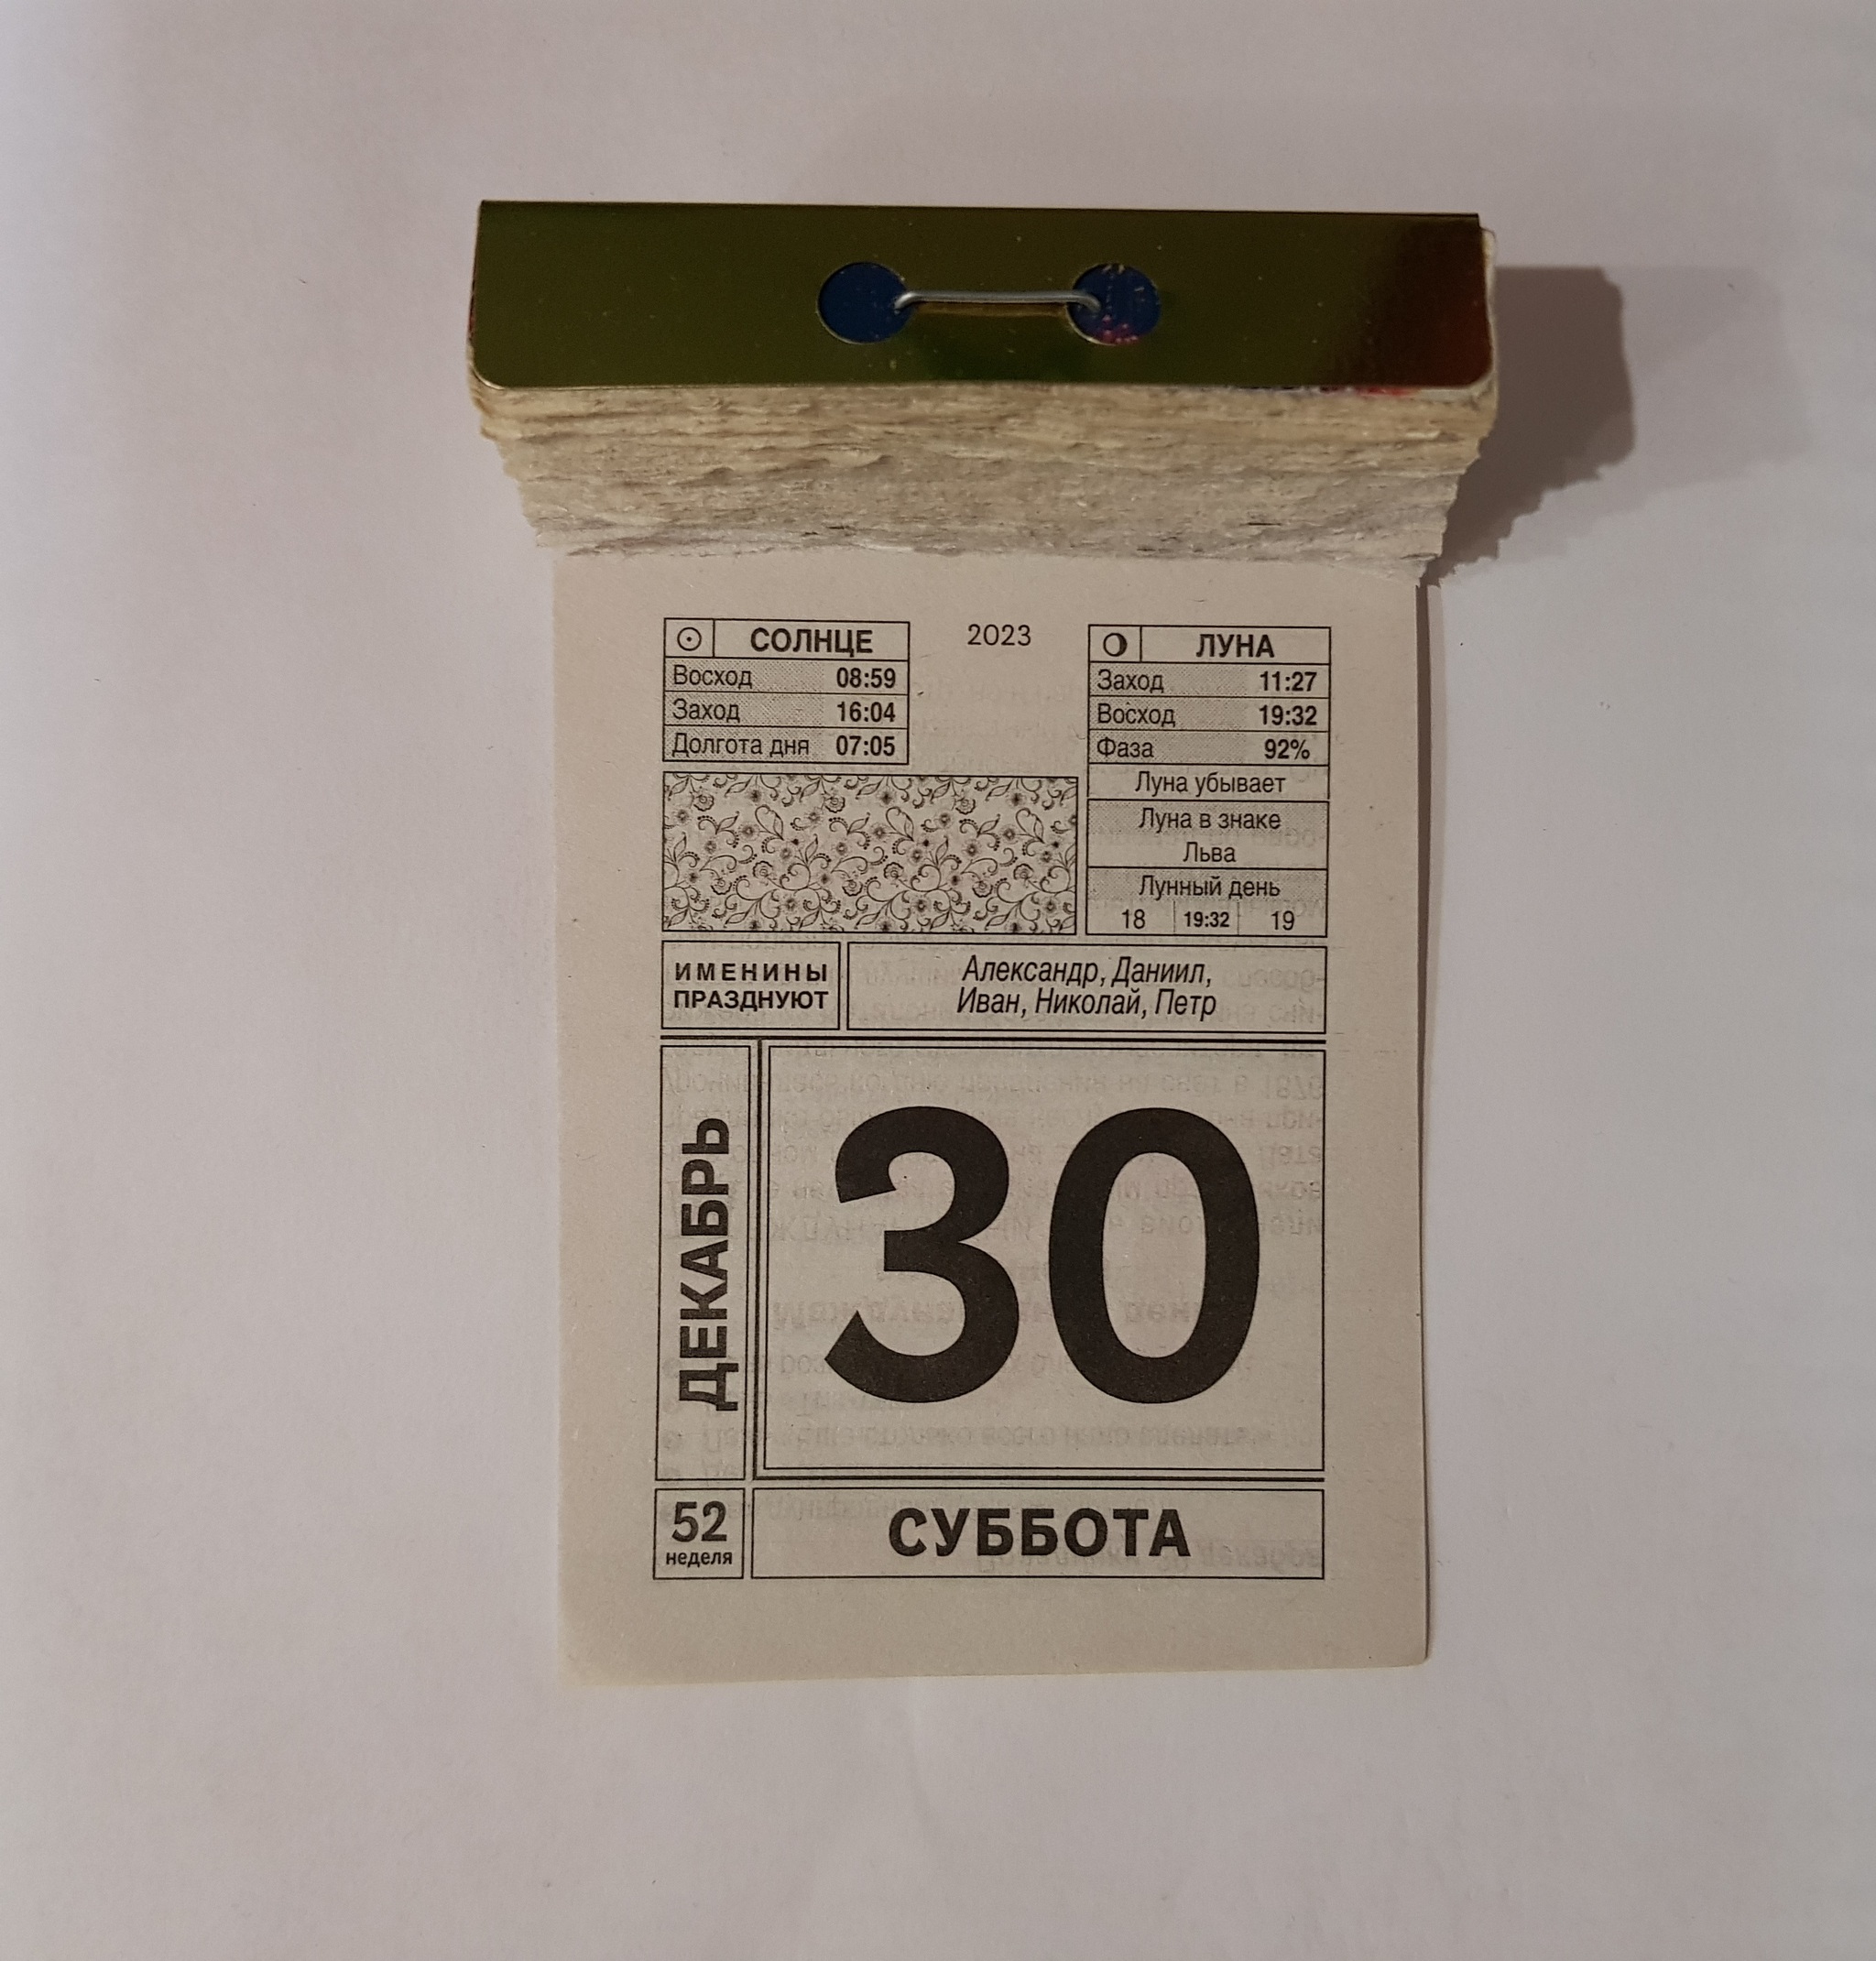 СОЛНЦЕ
Восход 08:59
Заход 16:04
Долгота дня 07:05
2023
ЛУНА
Заход 11:27
Восход 19:32
Фаза 92%
Луна убывает
Луна в знаке
Льва
Лунный день
18 19:32 19
ИМЕНИНЫ
ПРАЗДНУЮТ
Александр, Даниил,
Иван, Николай, Петр
ДЕКАБРЬ
30
52
неделя
СУББОТА